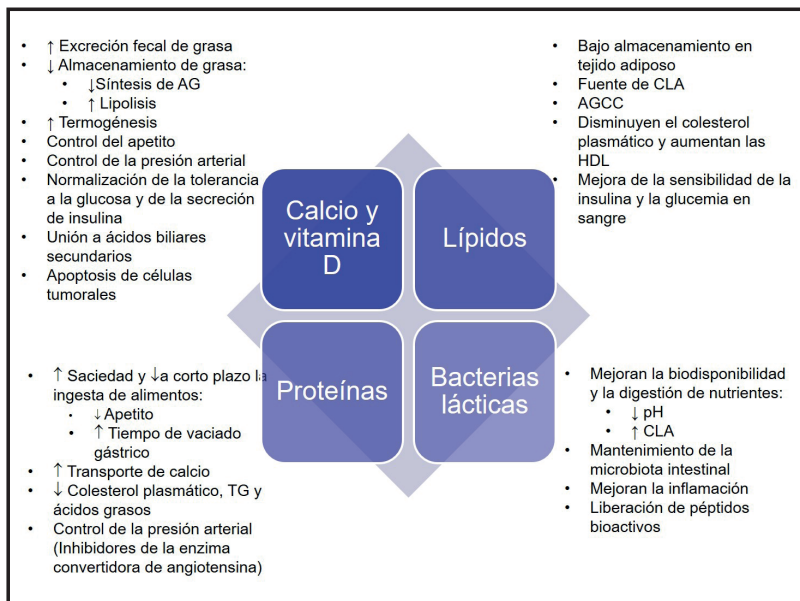 • ↑ Excreción fecal de grasa
• ↓ Almacenamiento de grasa:
• ↓Síntesis de AG
• ↑ Lipolisis
• ↑ Termogénesis
• Control del apetito
• Control de la presión arterial
• Normalización de la tolerancia
a la glucosa y de la secreción
de insulina
• Unión a ácidos biliares
secundarios
• Apoptosis de células
tumorales
• Bajo almacenamiento en
tejido adiposo
• Fuente de CLA
• AGCC
• Disminuyen el colesterol
plasmático y aumentan las
HDL
• Mejora de la sensibilidad de la
insulina y la glucemia en
sangre
Calcio y
vitamina
D
Lípidos
Proteínas
Bacterias
lácticas
• ↑ Saciedad y ↓a corto plazo la
ingesta de alimentos:
• ↓ Apetito
• ↑ Tiempo de vaciado
gástrico
• ↑ Transporte de calcio
• ↓ Colesterol plasmático, TG y
ácidos grasos
• Control de la presión arterial
(Inhibidores de la enzima
convertidora de angiotensina)
• Mejoran la biodisponibilidad
y la digestión de nutrientes:
• ↓ pH
• ↑ CLA
• Mantenimiento de la
microbiota intestinal
• Mejoran la inflamación
• Liberación de péptidos
bioactivos